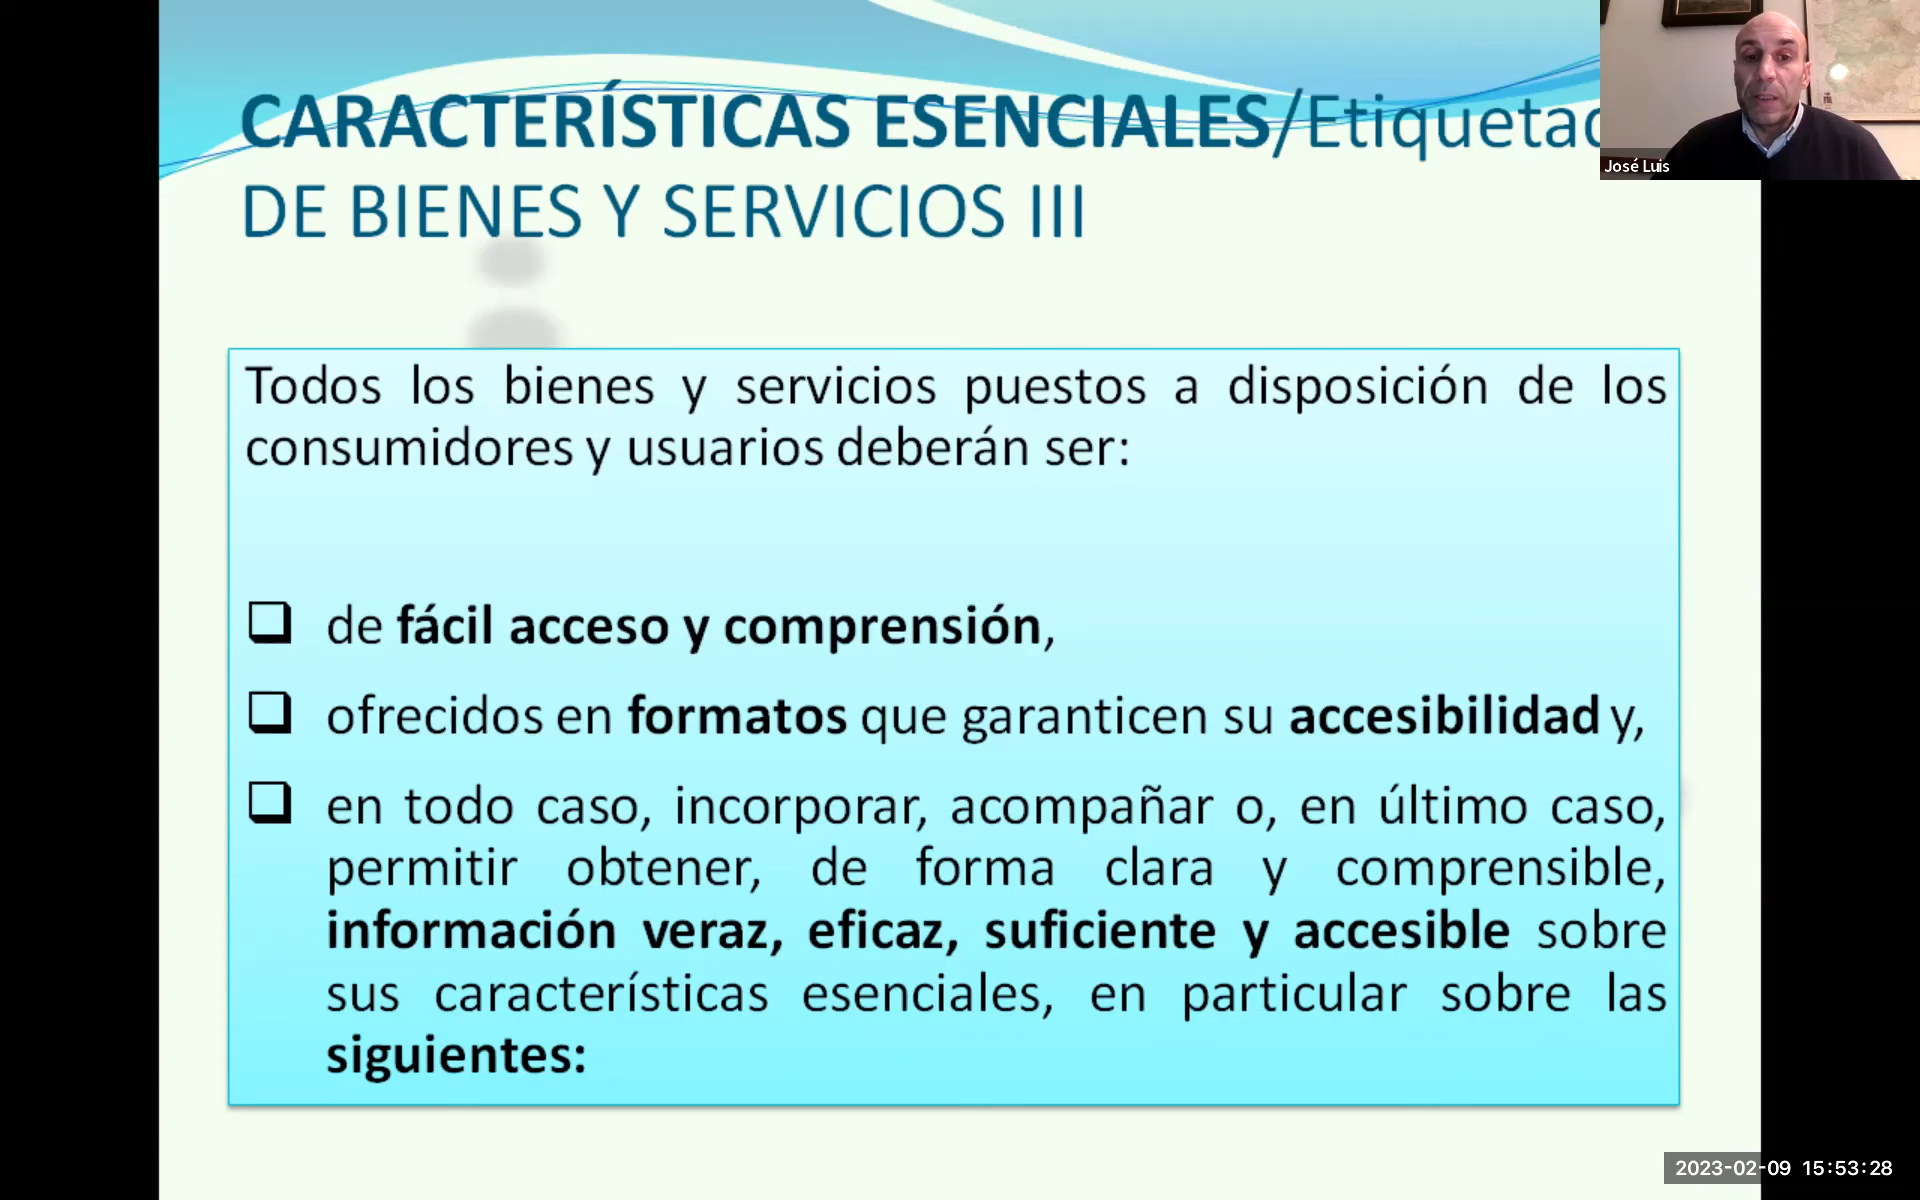 CARACTERÍSTICAS ESENCIALES/Etiquetad
DE BIENES Y SERVICIOS III
José Luis
Todos los bienes y servicios puestos a disposición de los
consumidores y usuarios deberán ser:
de fácil acceso y comprensión,
ofrecidos en formatos que garanticen su accesibilidad y,
en todo caso, incorporar, acompañar o, en último caso,
permitir obtener, de forma clara y comprensible,
información veraz, eficaz, suficiente y accesible sobre
sus características esenciales, en particular sobre las
siguientes:
2023-02-09 15:53:28